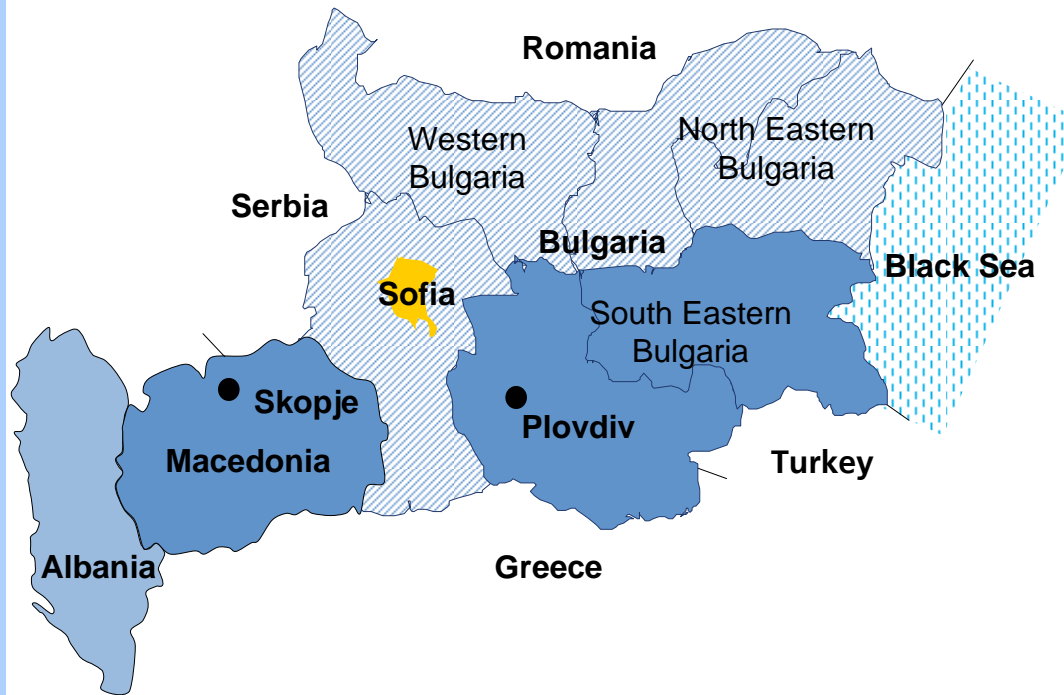 Romania
Western
Bulgaria
North Eastern
Bulgaria
Serbia
Bulgaria
Black Sea
Sofia
South Eastern
Bulgaria
Skopje
Plovdiv
Macedonia
Turkey
Albania
Greece